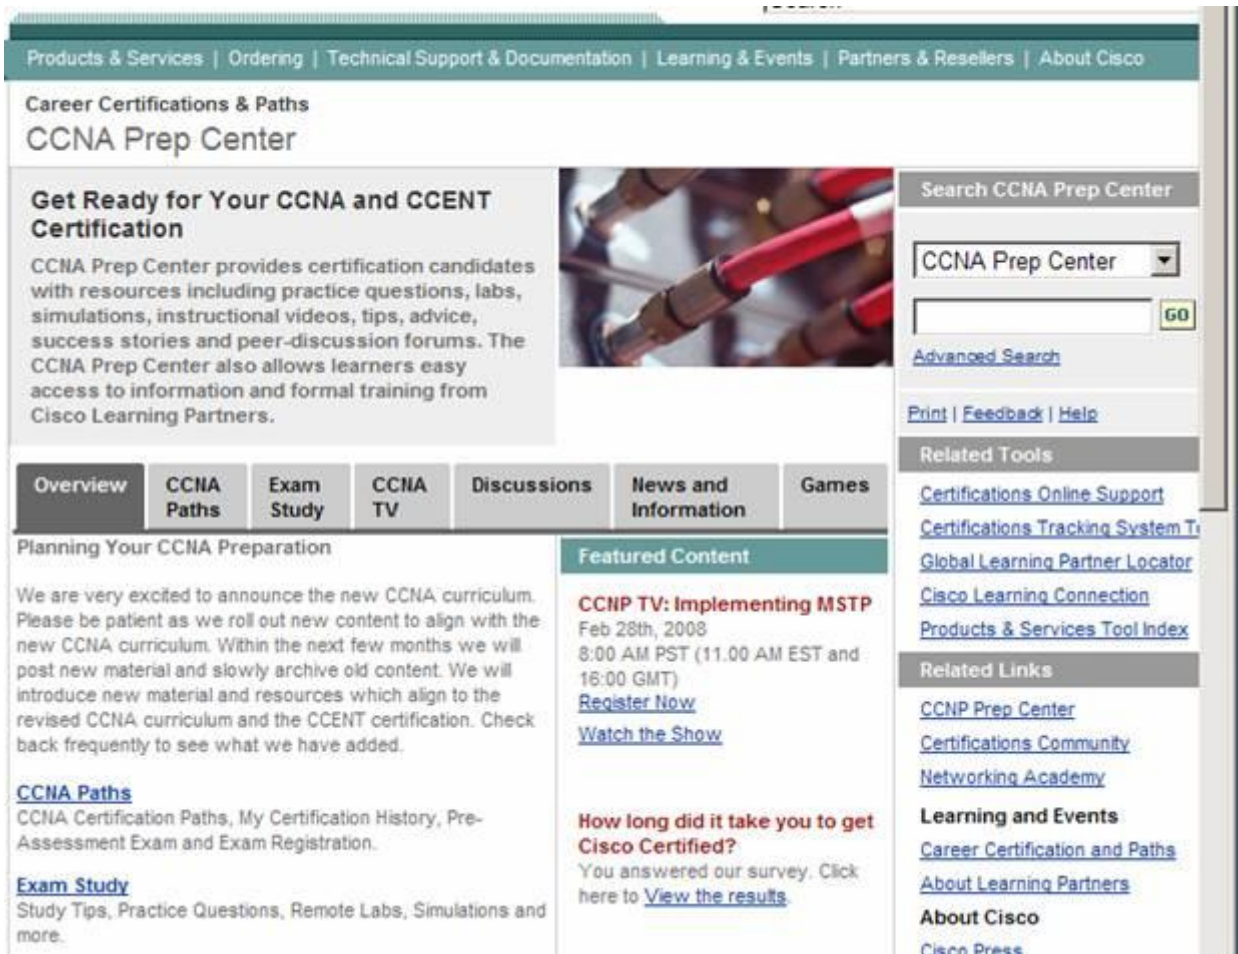 Products & Services | Ordering | Technical Support & Documentation | Learning & Events | Partners & Resellers | About Cisco
Career Certifications & Paths
CCNA Prep Center
Get Ready for Your CCNA and CCENT
Certification
CCNA Prep Center provides certification candidates
with resources including practice questions, labs,
simulations, instructional videos, tips, advice,
success stories and peer-discussion forums. The
CCNA Prep Center also allows learners easy
access to information and formal training from
Cisco Learning Partners.
Search CCNA Prep Center
CCNA Prep Center
GO
Advanced Search
Print | Feedback | Help
Overview
CCNA
Paths
Exam
Study
CCNA
TV
Discussions
News and
Information
Games
Planning Your CCNA Preparation
We are very excited to announce the new CCNA curriculum.
Please be patient as we roll out new content to align with the
new CCNA curriculum. Within the next few months we will
post new material and slowly archive old content. We will
introduce new material and resources which align to the
revised CCNA curriculum and the CCENT certification. Check
back frequently to see what we have added.
CCNA Paths
CCNA Certification Paths, My Certification History, Pre-
Assessment Exam and Exam Registration.
Exam Study
Study Tips, Practice Questions, Remote Labs, Simulations and
more.
Featured Content
CCNP TV: Implementing MSTP
Feb 28th, 2008
8:00 AM PST (11.00 AM EST and
16:00 GMT)
Register Now
Watch the Show
How long did it take you to get
Cisco Certified?
You answered our survey. Click
here to View the results.
Related Tools
Certifications Online Support
Certifications Tracking System
Global Learning Partner Locator
Cisco Learning Connection
Products & Services Tool Index
Related Links
CCNP Prep Center
Certifications Community
Networking Academy
Learning and Events
Career Certification and Paths
About Learning Partners
About Cisco
Cisco Press